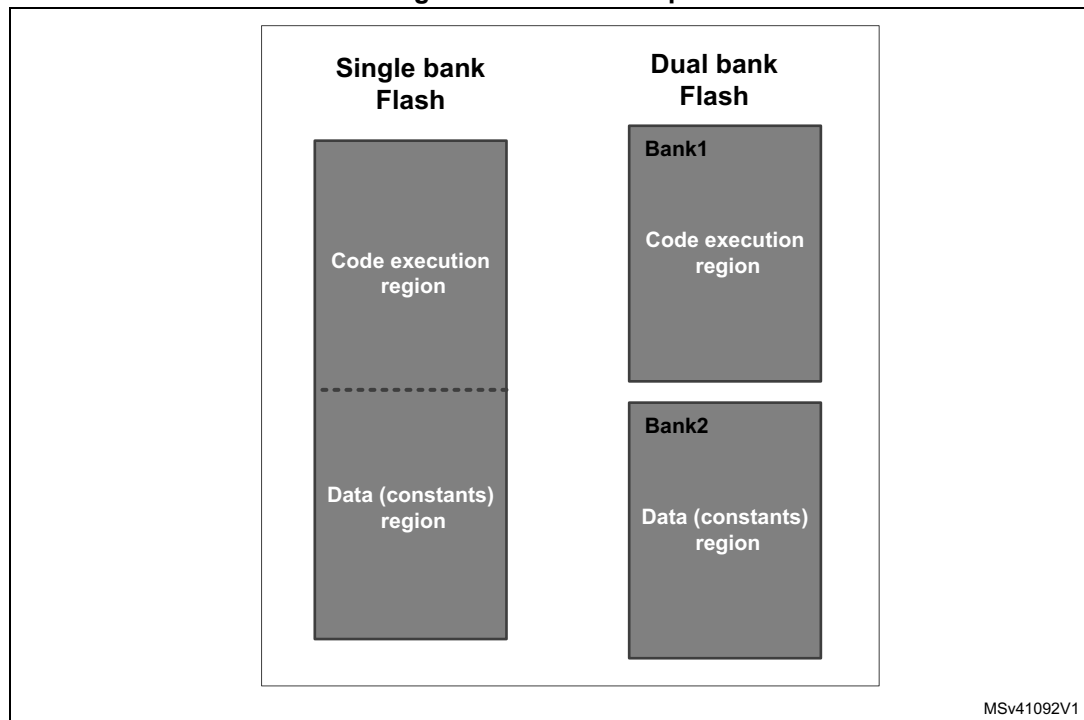 Single bank
Flash
Code execution
region
Data (constants)
region
Dual bank
Flash
Bank1
Code execution
region
Bank2
Data (constants)
region
MSv41092V1